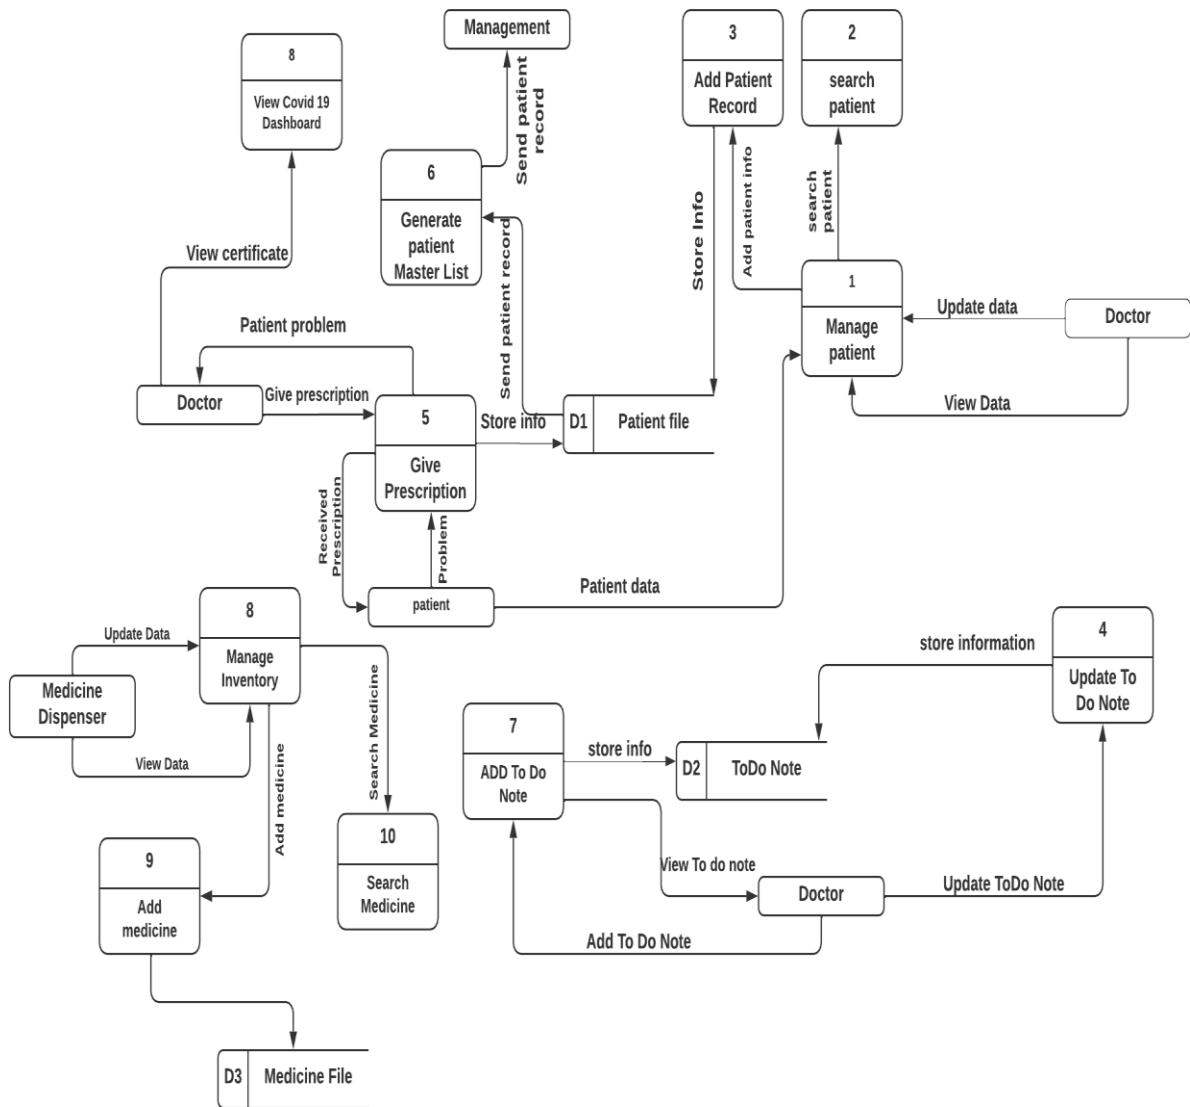 Management
3
Add Patient
Record
2
search
patient
8
View Covid 19
Dashboard
Send patient
record
6
Generate
patient
Master List
Send patient record
Store Info
Add patient info
search
patient
View certificate
1
Manage
patient
Update data
Doctor
View Data
Patient problem
Doctor
Give prescription
5
Give
Prescription
Store info
D1
Patient file
Received
Prescription
Problem
patient
Patient data
8
Manage
Inventory
Update Data
Medicine
Dispenser
View Data
Add medicine
Search Medicine
10
Search
Medicine
9
Add
medicine
D3
Medicine File
4
Update To
Do Note
store information
7
ADD To Do
Note
store info
D2
ToDo Note
View To do note
Doctor
Update ToDo Note
Add To Do Note